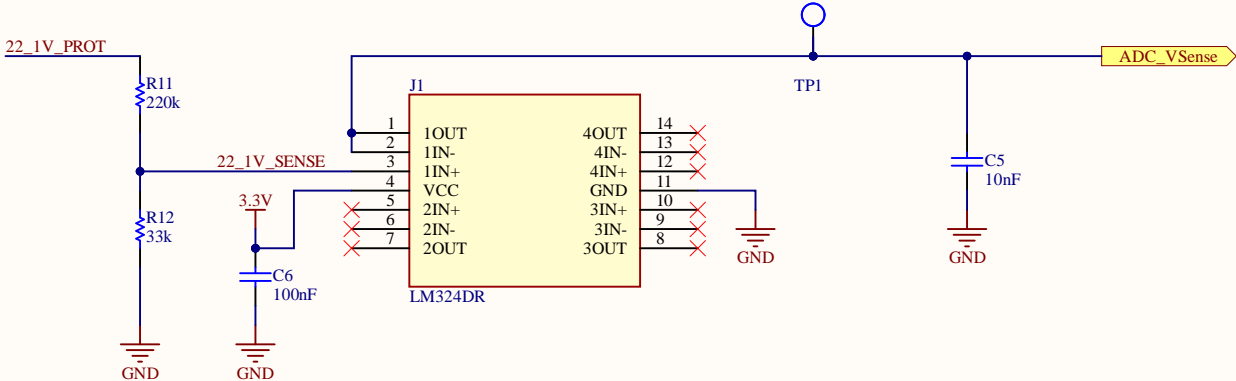 22_1V_PROT
R11
220k
22_1V_SENSE
R12
33k
GND
3.3V
C6
100nF
GND
J1
1 1OUT 4OUT 14
2 1IN- 4IN- 13
3 1IN+ 4IN+ 12
4 VCC GND 11
5 2IN+ 3IN+ 10
6 2IN- 3IN- 9
7 2OUT 3OUT 8
LM324DR
GND
TP1
C5
10nF
GND
ADC_VSense